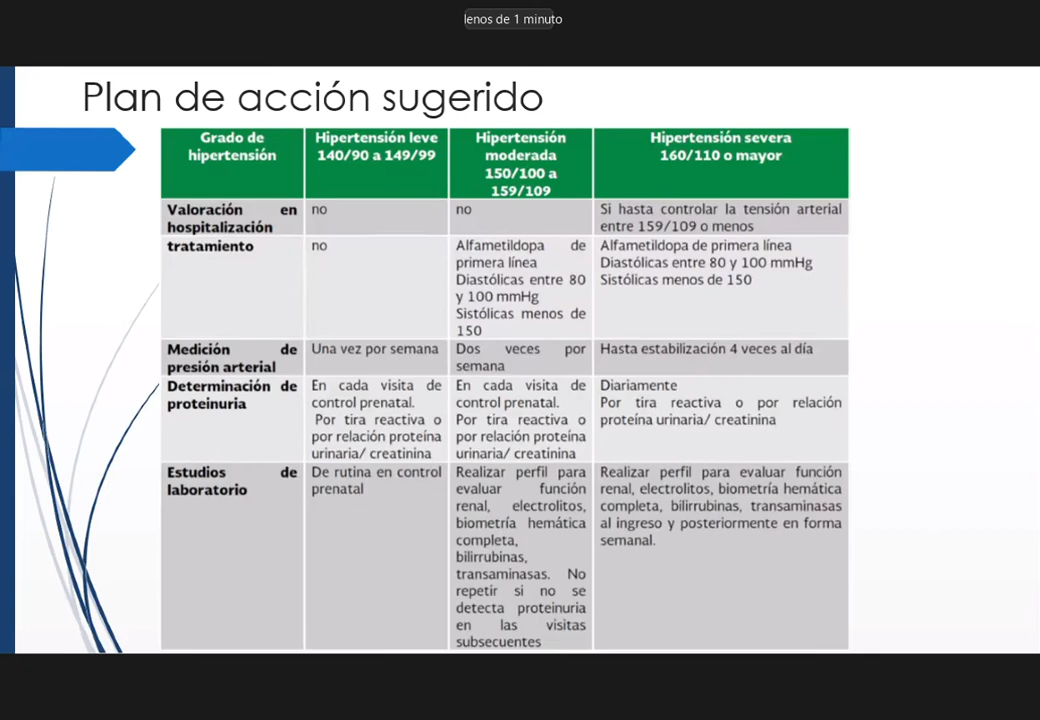 lenos de 1 minuto
Plan de acción sugerido
Grado de
hipertensión
Hipertensión leve
140/90 a 149/99
Hipertensión
moderada
150/100 a
159/109
Hipertensión severa
160/110 o mayor
Valoración en
hospitalización
no
no
Si hasta controlar la tensión arterial
entre 159/109 o menos
tratamiento
no
Alfametildopa de
primera línea
Diastólicas entre 80
y 100 mmHg
Sistólicas menos de
150
Alfametildopa de primera línea
Diastólicas entre 80 y 100 mmHg
Sistólicas menos de 150
Medición de
presión arterial
Una vez por semana
Dos veces por
semana
Hasta estabilización 4 veces al día
Determinación de
proteinuria
En cada visita de
control prenatal.
Por tira reactiva o
por relación proteína
urinaria/ creatinina
En cada visita de
control prenatal.
Por tira reactiva o
por relación proteína
urinaria/ creatinina
Diariamente
Por tira reactiva o por relación
proteína urinaria/ creatinina
Estudios de
laboratorio
De rutina en control
prenatal
Realizar perfil para
evaluar función
renal, electrolitos,
biometría hemática
completa,
bilirrubinas,
transaminasas. No
repetir si no se
detecta proteinuria
en las visitas
subsecuentes
Realizar perfil para evaluar función
renal, electrolitos, biometría hemática
completa, bilirrubinas, transaminasas
al ingreso y posteriormente en forma
semanal.